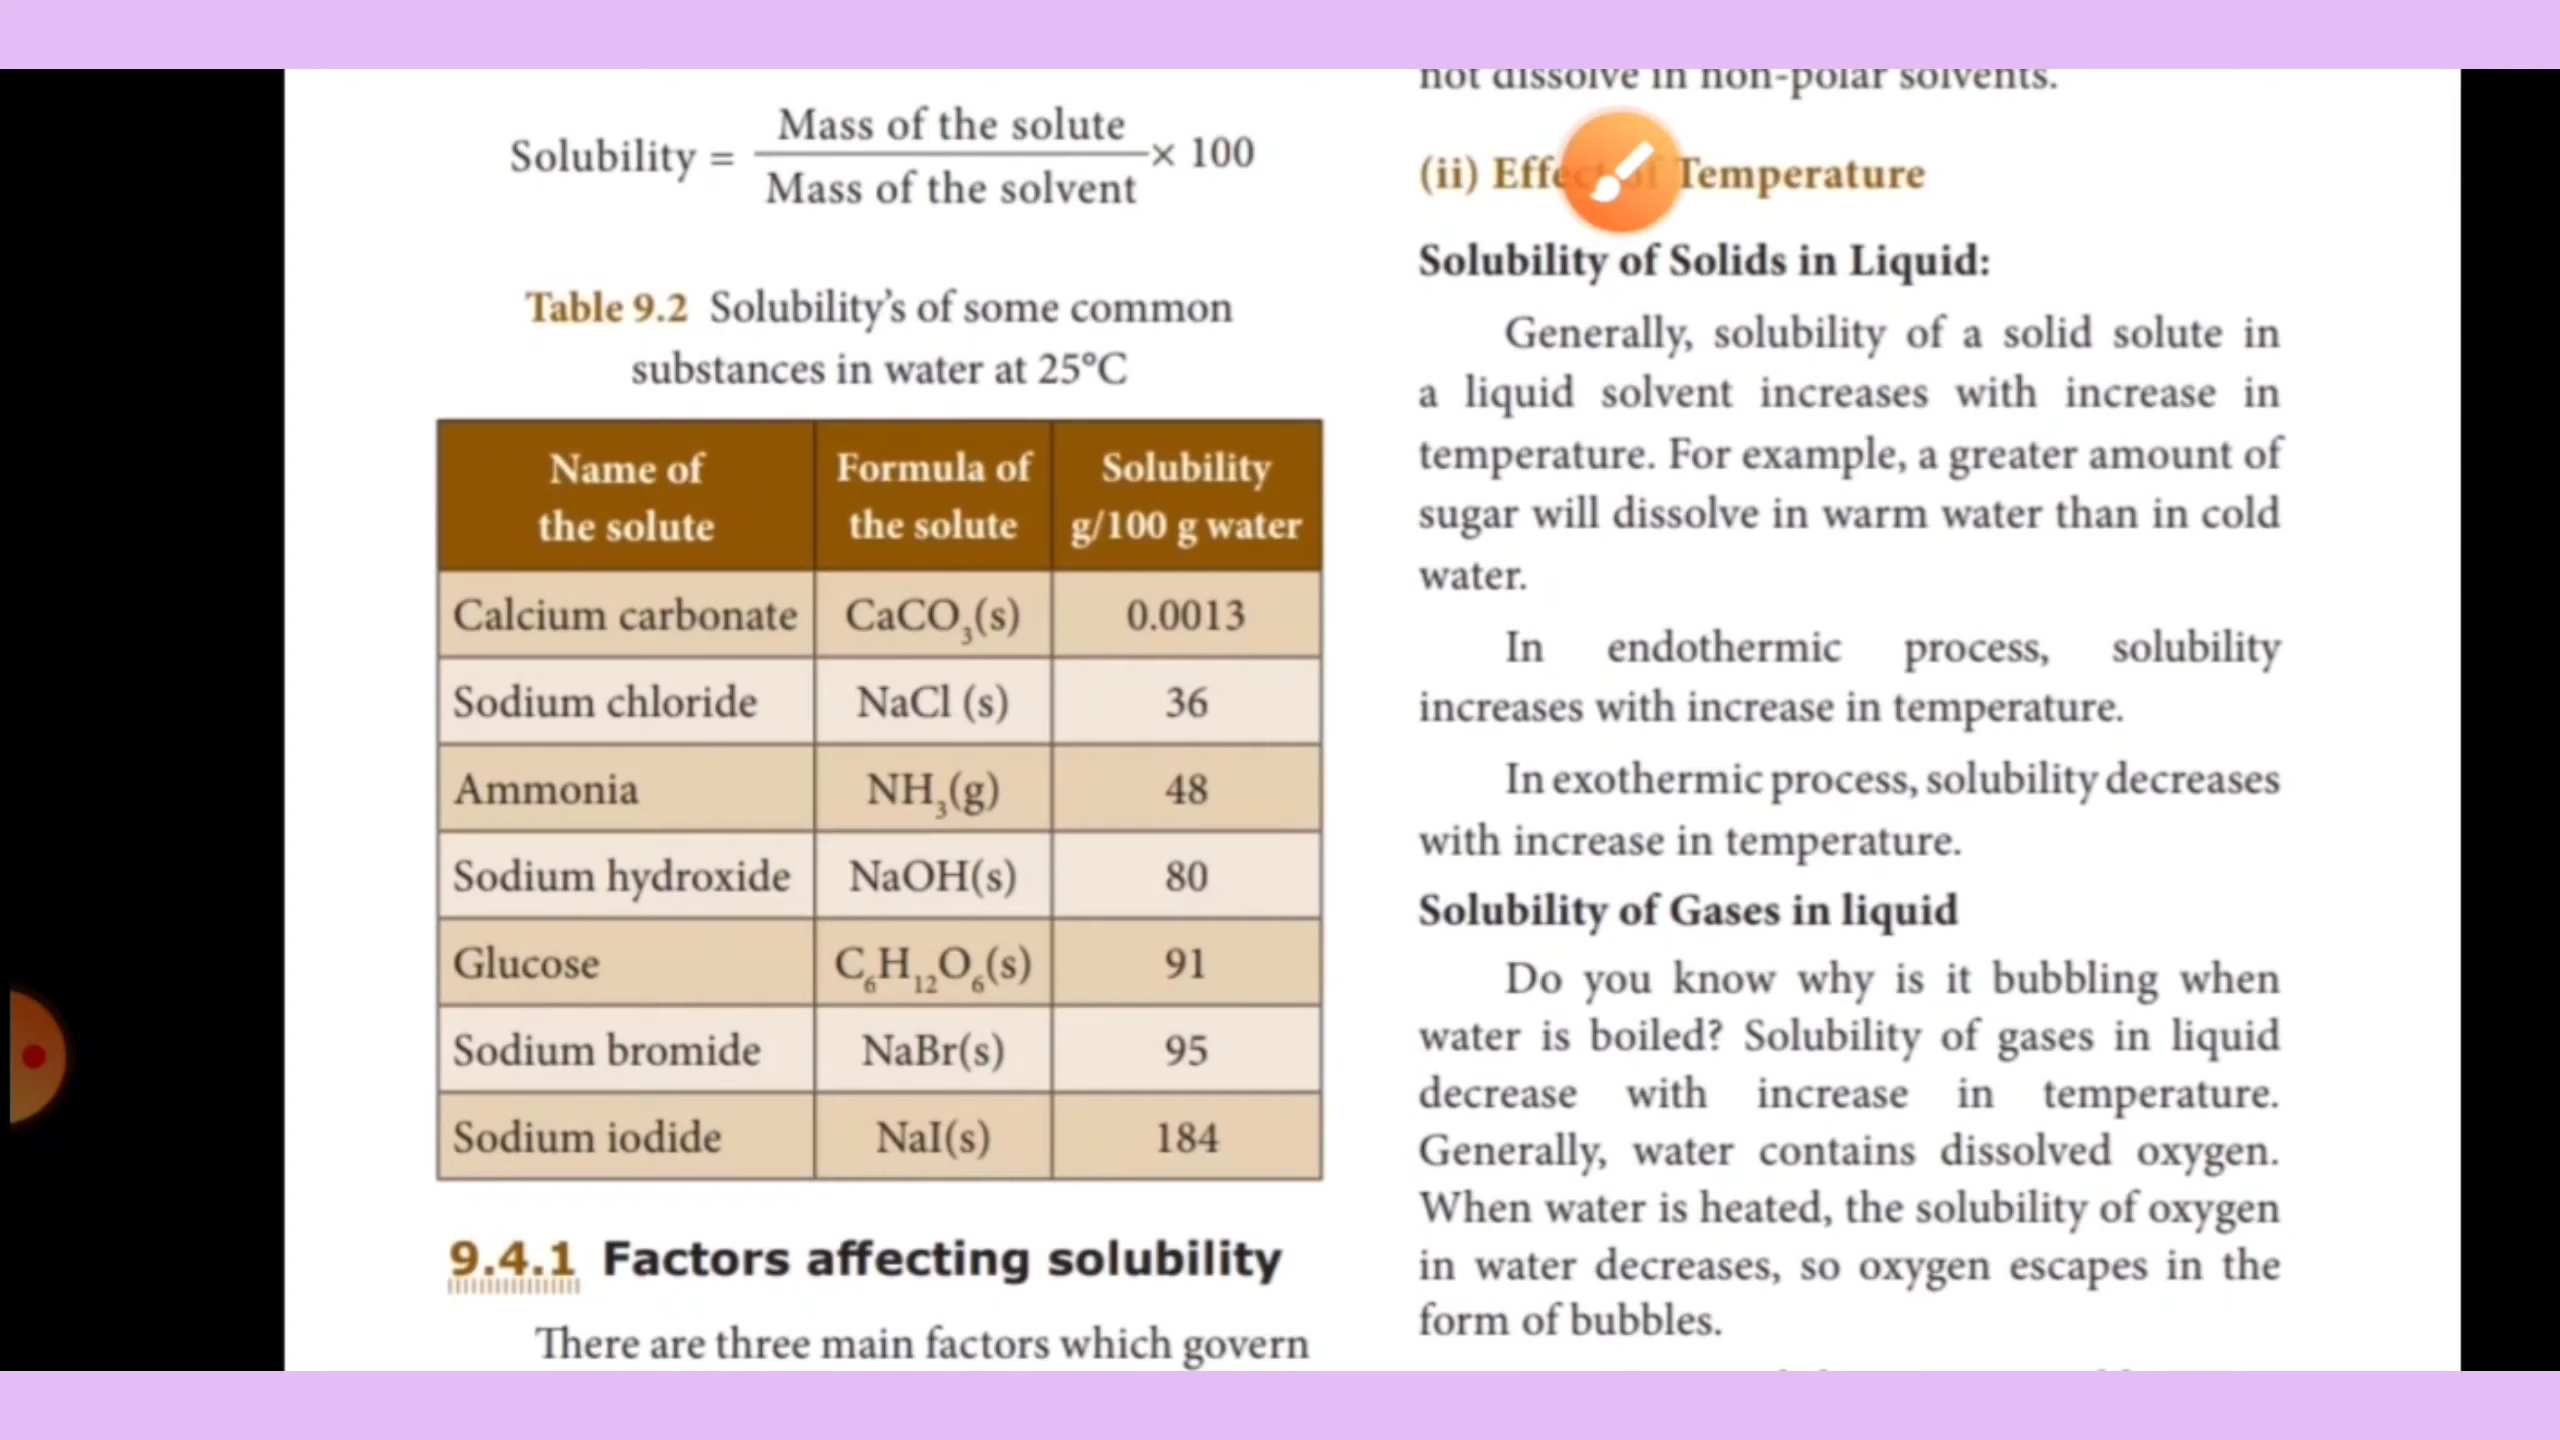 Solubility = Mass of the solute / Mass of the solvent × 100
Table 9.2 Solubility’s of some common
substances in water at 25°C
Name of the solute | Formula of the solute | Solubility g/100 g water
Calcium carbonate | CaCO₃(s) | 0.0013
Sodium chloride | NaCl (s) | 36
Ammonia | NH₃(g) | 48
Sodium hydroxide | NaOH(s) | 80
Glucose | C₆H₁₂O₆(s) | 91
Sodium bromide | NaBr(s) | 95
Sodium iodide | NaI(s) | 184
9.4.1 Factors affecting solubility
There are three main factors which govern
not dissolve in non-polar solvents.
(ii) Temperature
Solubility of Solids in Liquid:
Generally, solubility of a solid solute in
a liquid solvent increases with increase in
temperature. For example, a greater amount of
sugar will dissolve in warm water than in cold
water.
In endothermic process, solubility
increases with increase in temperature.
In exothermic process, solubility decreases
with increase in temperature.
Solubility of Gases in liquid
Do you know why is it bubbling when
water is boiled? Solubility of gases in liquid
decrease with increase in temperature.
Generally, water contains dissolved oxygen.
When water is heated, the solubility of oxygen
in water decreases, so oxygen escapes in the
form of bubbles.